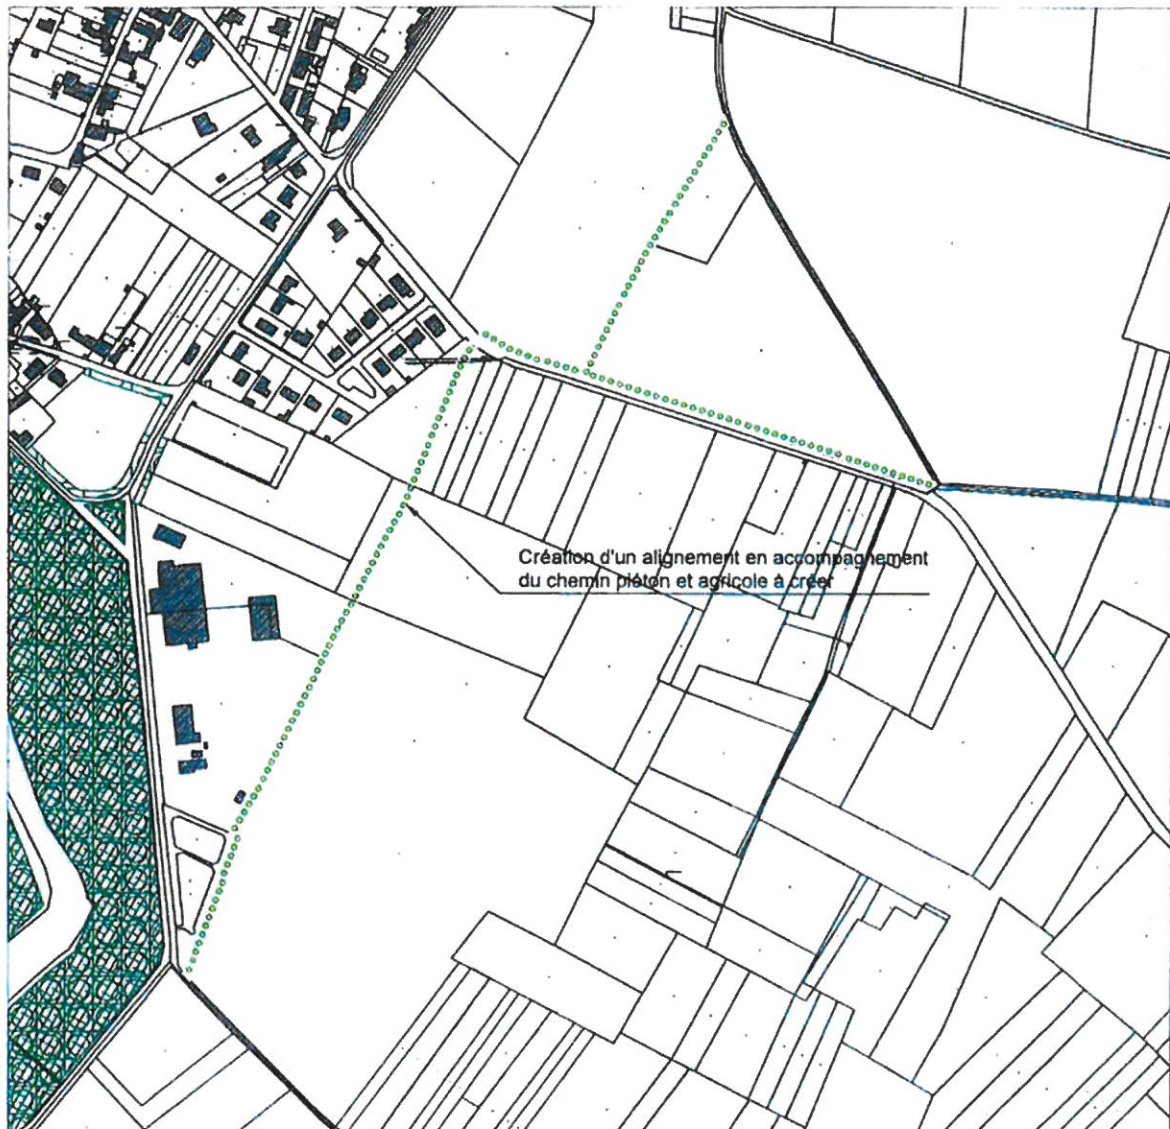 Création d'un alignement en accompagnement
du chemin piéton et agricole à créer